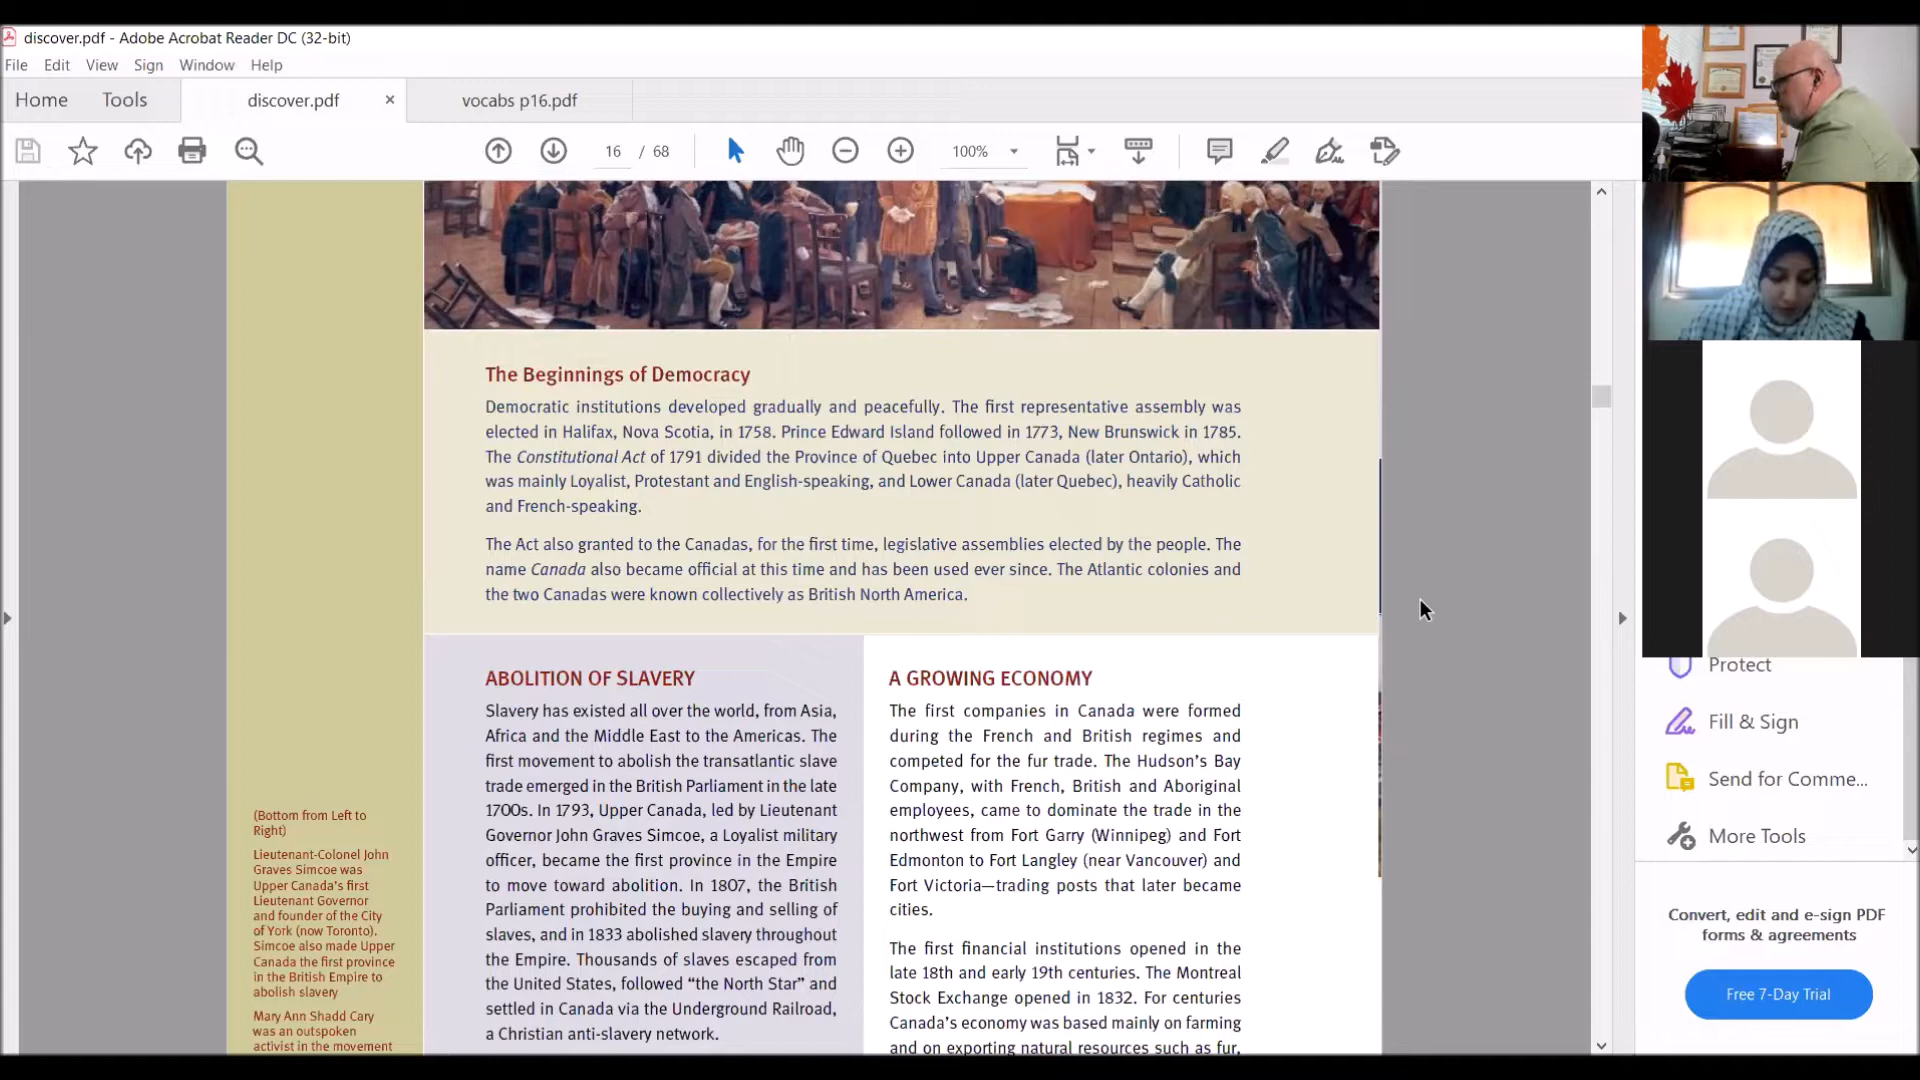 discover.pdf - Adobe Acrobat Reader DC (32-bit)
File Edit View Sign Window Help
Home Tools discover.pdf × vocabs p16.pdf
16 / 68 100%
The Beginnings of Democracy
Democratic institutions developed gradually and peacefully. The first representative assembly was
elected in Halifax, Nova Scotia, in 1758. Prince Edward Island followed in 1773, New Brunswick in 1785.
The Constitutional Act of 1791 divided the Province of Quebec into Upper Canada (later Ontario), which
was mainly Loyalist, Protestant and English-speaking, and Lower Canada (later Quebec), heavily Catholic
and French-speaking.
The Act also granted to the Canadas, for the first time, legislative assemblies elected by the people. The
name Canada also became official at this time and has been used ever since. The Atlantic colonies and
the two Canadas were known collectively as British North America.
(Bottom from Left to
Right)
Lieutenant-Colonel John
Graves Simcoe was
Upper Canada's first
Lieutenant Governor
and founder of the City
of York (now Toronto).
Simcoe also made Upper
Canada the first province
in the British Empire to
abolish slavery
Mary Ann Shadd Cary
was an outspoken
activist in the movement
ABOLITION OF SLAVERY
Slavery has existed all over the world, from Asia,
Africa and the Middle East to the Americas. The
first movement to abolish the transatlantic slave
trade emerged in the British Parliament in the late
1700s. In 1793, Upper Canada, led by Lieutenant
Governor John Graves Simcoe, a Loyalist military
officer, became the first province in the Empire
to move toward abolition. In 1807, the British
Parliament prohibited the buying and selling of
slaves, and in 1833 abolished slavery throughout
the Empire. Thousands of slaves escaped from
the United States, followed “the North Star” and
settled in Canada via the Underground Railroad,
a Christian anti-slavery network.
A GROWING ECONOMY
The first companies in Canada were formed
during the French and British regimes and
competed for the fur trade. The Hudson's Bay
Company, with French, British and Aboriginal
employees, came to dominate the trade in the
northwest from Fort Garry (Winnipeg) and Fort
Edmonton to Fort Langley (near Vancouver) and
Fort Victoria—trading posts that later became
cities.
The first financial institutions opened in the
late 18th and early 19th centuries. The Montreal
Stock Exchange opened in 1832. For centuries
Canada's economy was based mainly on farming
and on exporting natural resources such as fur,
Protect
Fill & Sign
Send for Comme...
More Tools
Convert, edit and e-sign PDF
forms & agreements
Free 7-Day Trial